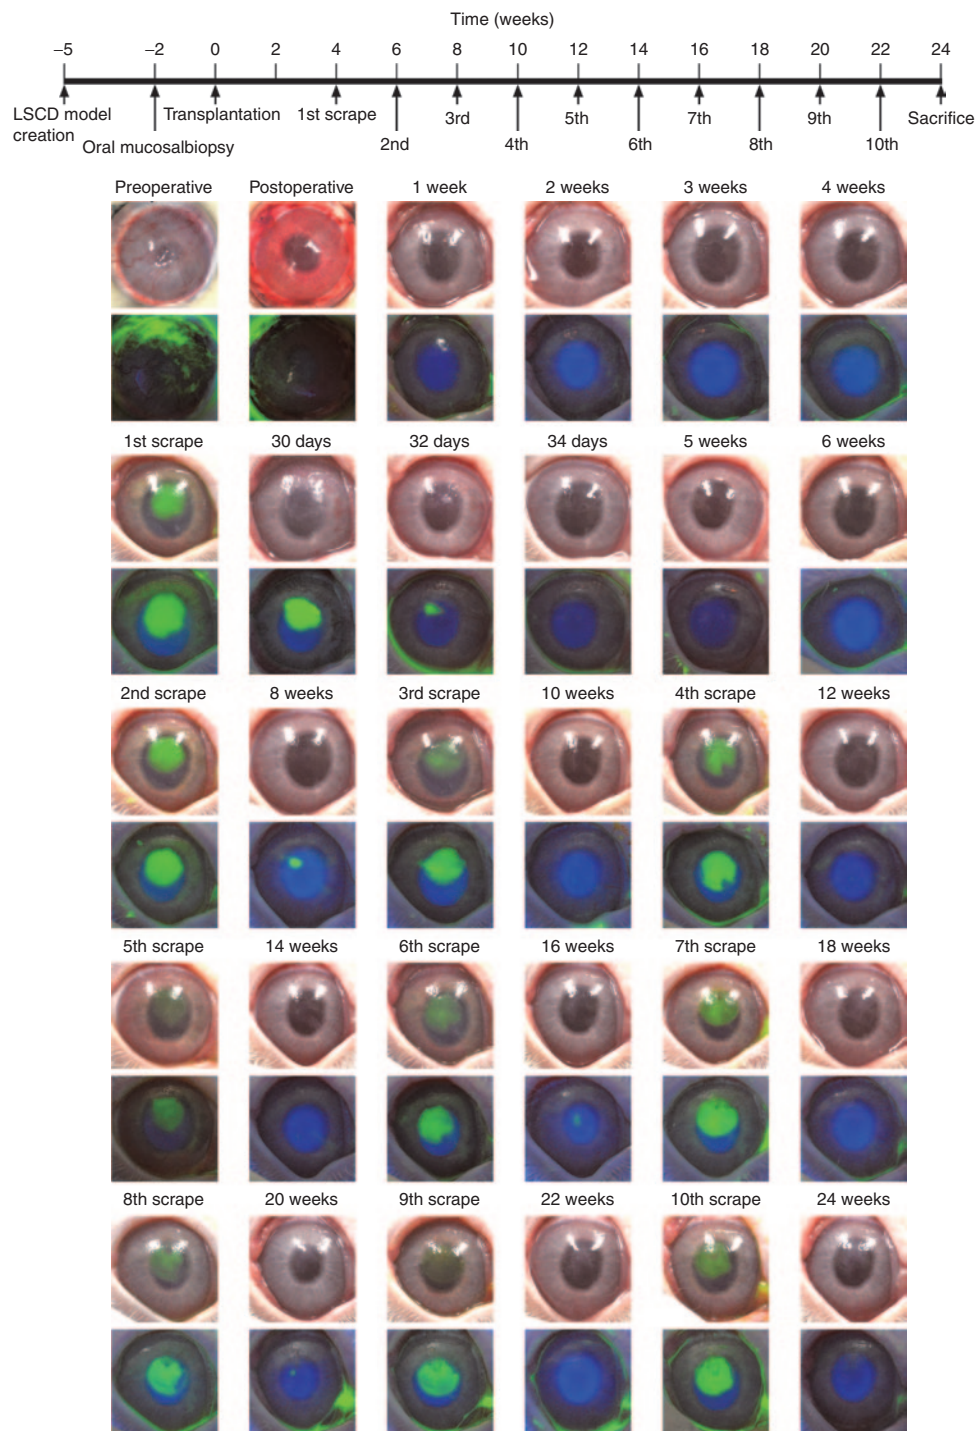 Time (weeks)
–5 –2 0 2 4 6 8 10 12 14 16 18 20 22 24
LSCD model
creation
Oral mucosalbiopsy
Transplantation
1st scrape
2nd
3rd
4th
5th
6th
7th
8th
9th
10th
Sacrifice
Preoperative Postoperative 1 week 2 weeks 3 weeks 4 weeks
1st scrape 30 days 32 days 34 days 5 weeks 6 weeks
2nd scrape 8 weeks 3rd scrape 10 weeks 4th scrape 12 weeks
5th scrape 14 weeks 6th scrape 16 weeks 7th scrape 18 weeks
8th scrape 20 weeks 9th scrape 22 weeks 10th scrape 24 weeks